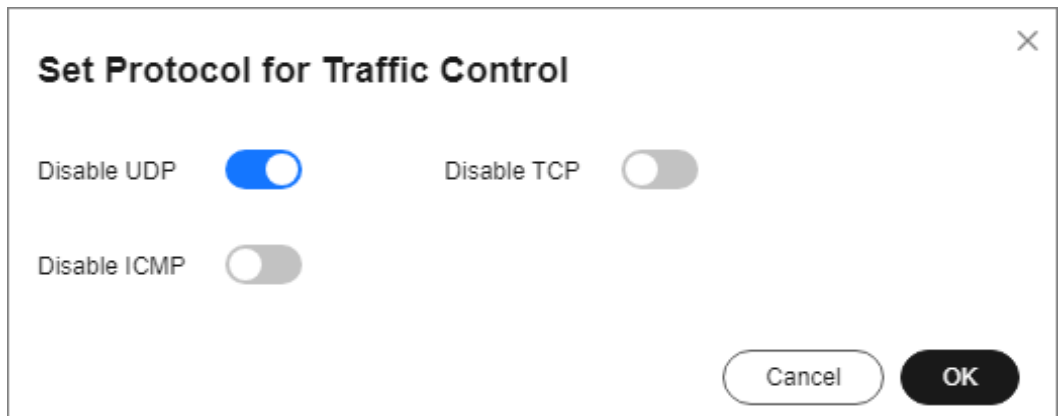 Set Protocol for Traffic Control
Disable UDP Disable TCP
Disable ICMP
Cancel OK